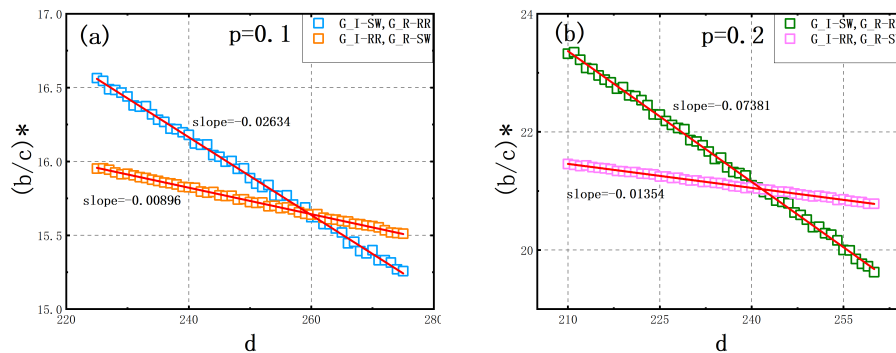 (a)
p=0.1
G_I-SW,G_R-RR
G_I-RR,G_R-SW
17.0
16.5
16.0
15.5
15.0
(b/c)*
slope=-0.02634
slope=-0.00896
220
240
260
280
d
(b)
p=0.2
G_I-SW,G_R-R
G_I-RR,G_R-S
24
22
20
(b/c)*
slope=-0.07381
slope=-0.01354
210
225
240
255
d